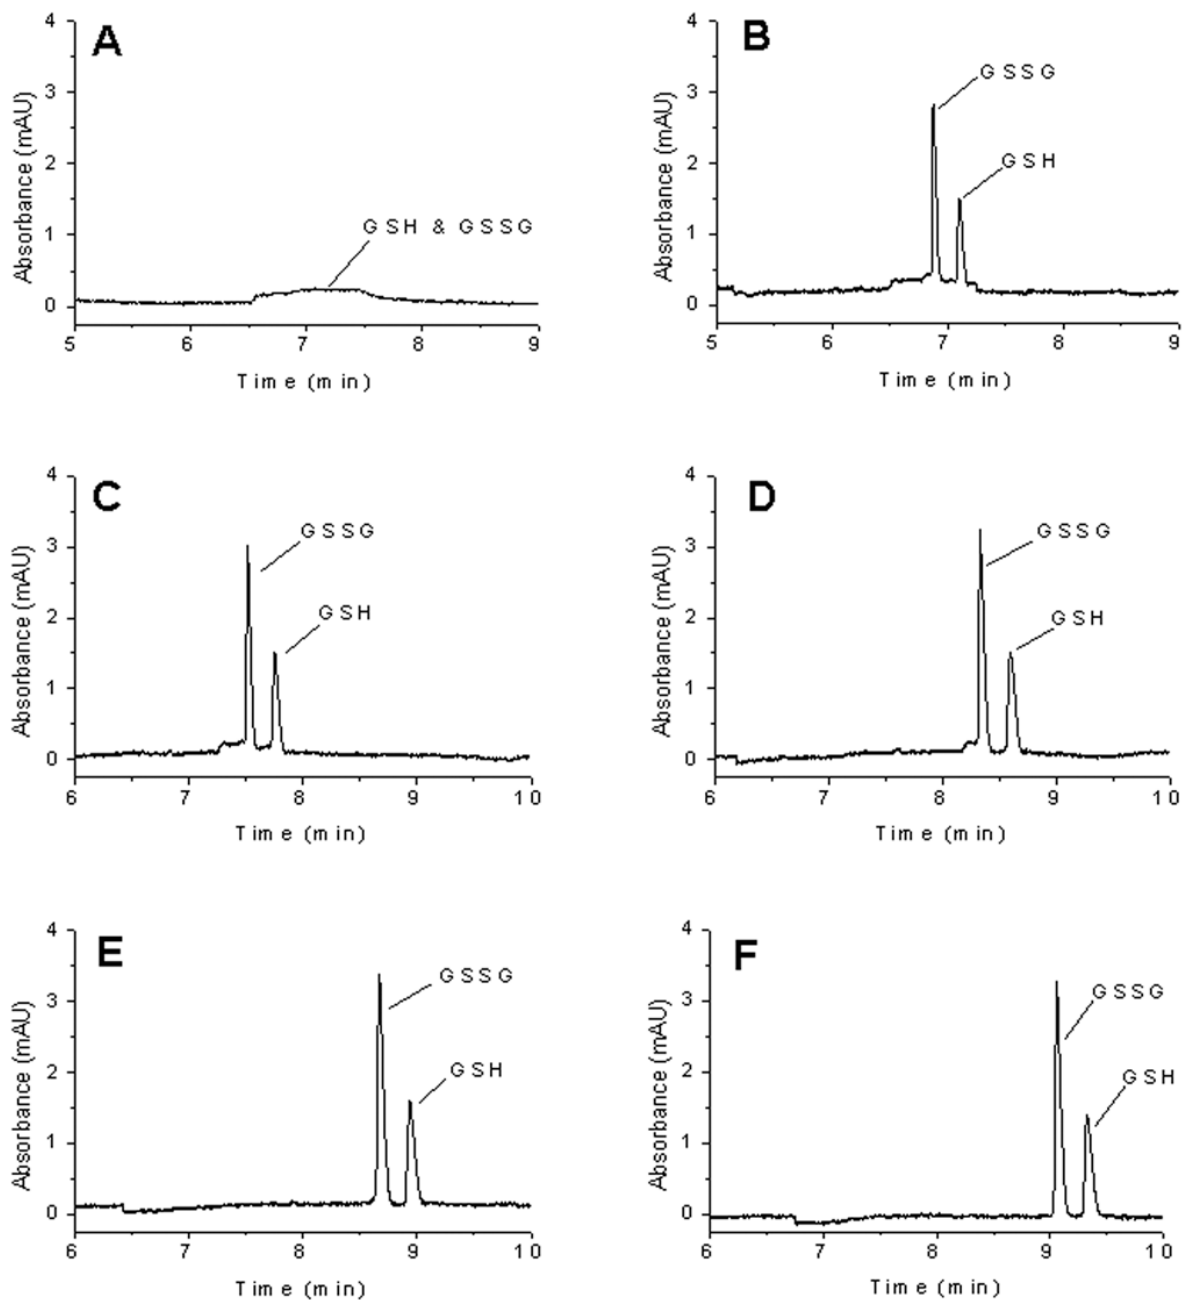 A
Absorbance (mAU)
4
3
2
1
0
GSH & GSSG
5 6 7 8 9
Time (min)
B
Absorbance (mAU)
4
3
2
1
0
GSSG
GSH
5 6 7 8 9
Time (min)
C
Absorbance (mAU)
4
3
2
1
0
GSSG
GSH
6 7 8 9 10
Time (min)
D
Absorbance (mAU)
4
3
2
1
0
GSSG
GSH
6 7 8 9 10
Time (min)
E
Absorbance (mAU)
4
3
2
1
0
GSSG
GSH
6 7 8 9 10
Time (min)
F
Absorbance (mAU)
4
3
2
1
0
GSSG
GSH
6 7 8 9 10
Time (min)